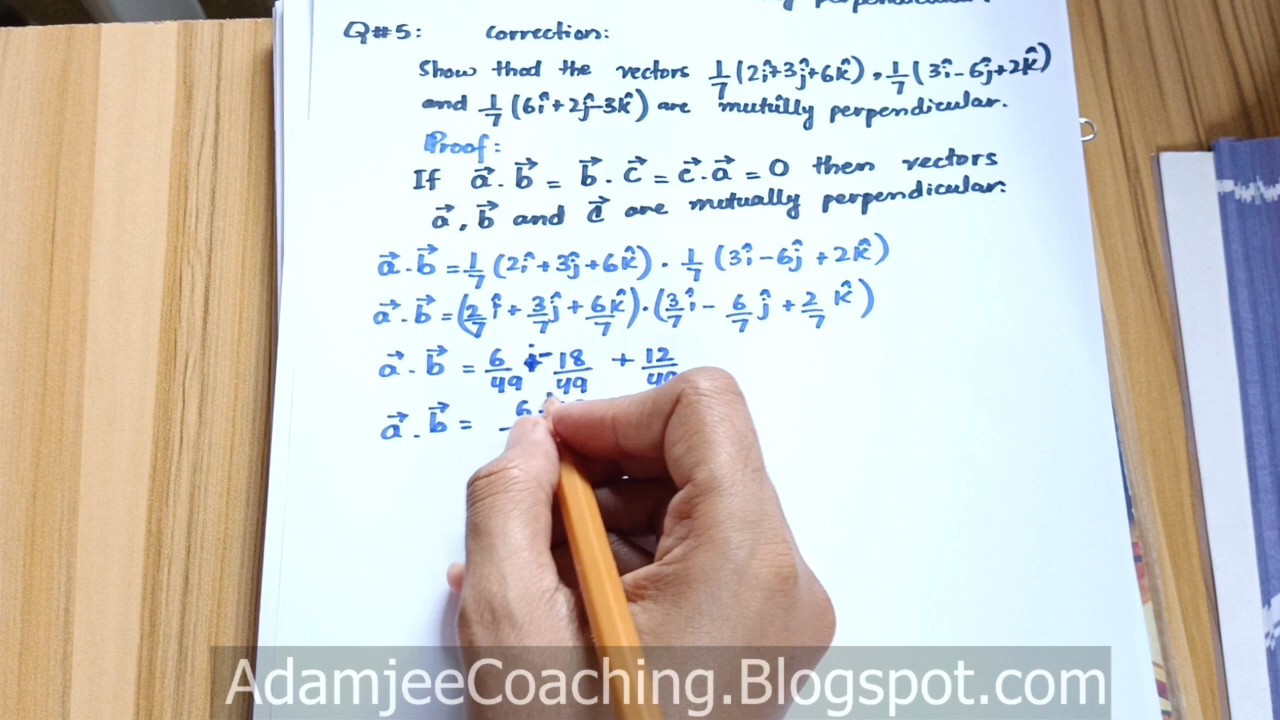 perpendicular.
Q#5: Correction:
Show thad the vectors 1/7 (2î+3ĵ+6k̂), 1/7 (3î-6ĵ+2k̂)
and 1/7 (6î+2ĵ-3k̂) are mutully perpendicular.
Proof:
If a⃗.b⃗ = b⃗.c⃗ = c⃗.a⃗ = 0 then vectors
a⃗, b⃗ and c⃗ are mutually perpendicular.
a⃗.b⃗ = 1/7 (2î+3ĵ+6k̂) . 1/7 (3î-6ĵ+2k̂)
a⃗.b⃗ = (2/7 î + 3/7 ĵ + 6/7 k̂).(3/7 î - 6/7 ĵ + 2/7 k̂)
a⃗.b⃗ = 6/49 - 18/49 + 12/49
a⃗.b⃗ = 6
AdamjeeCoaching.Blogspot.com